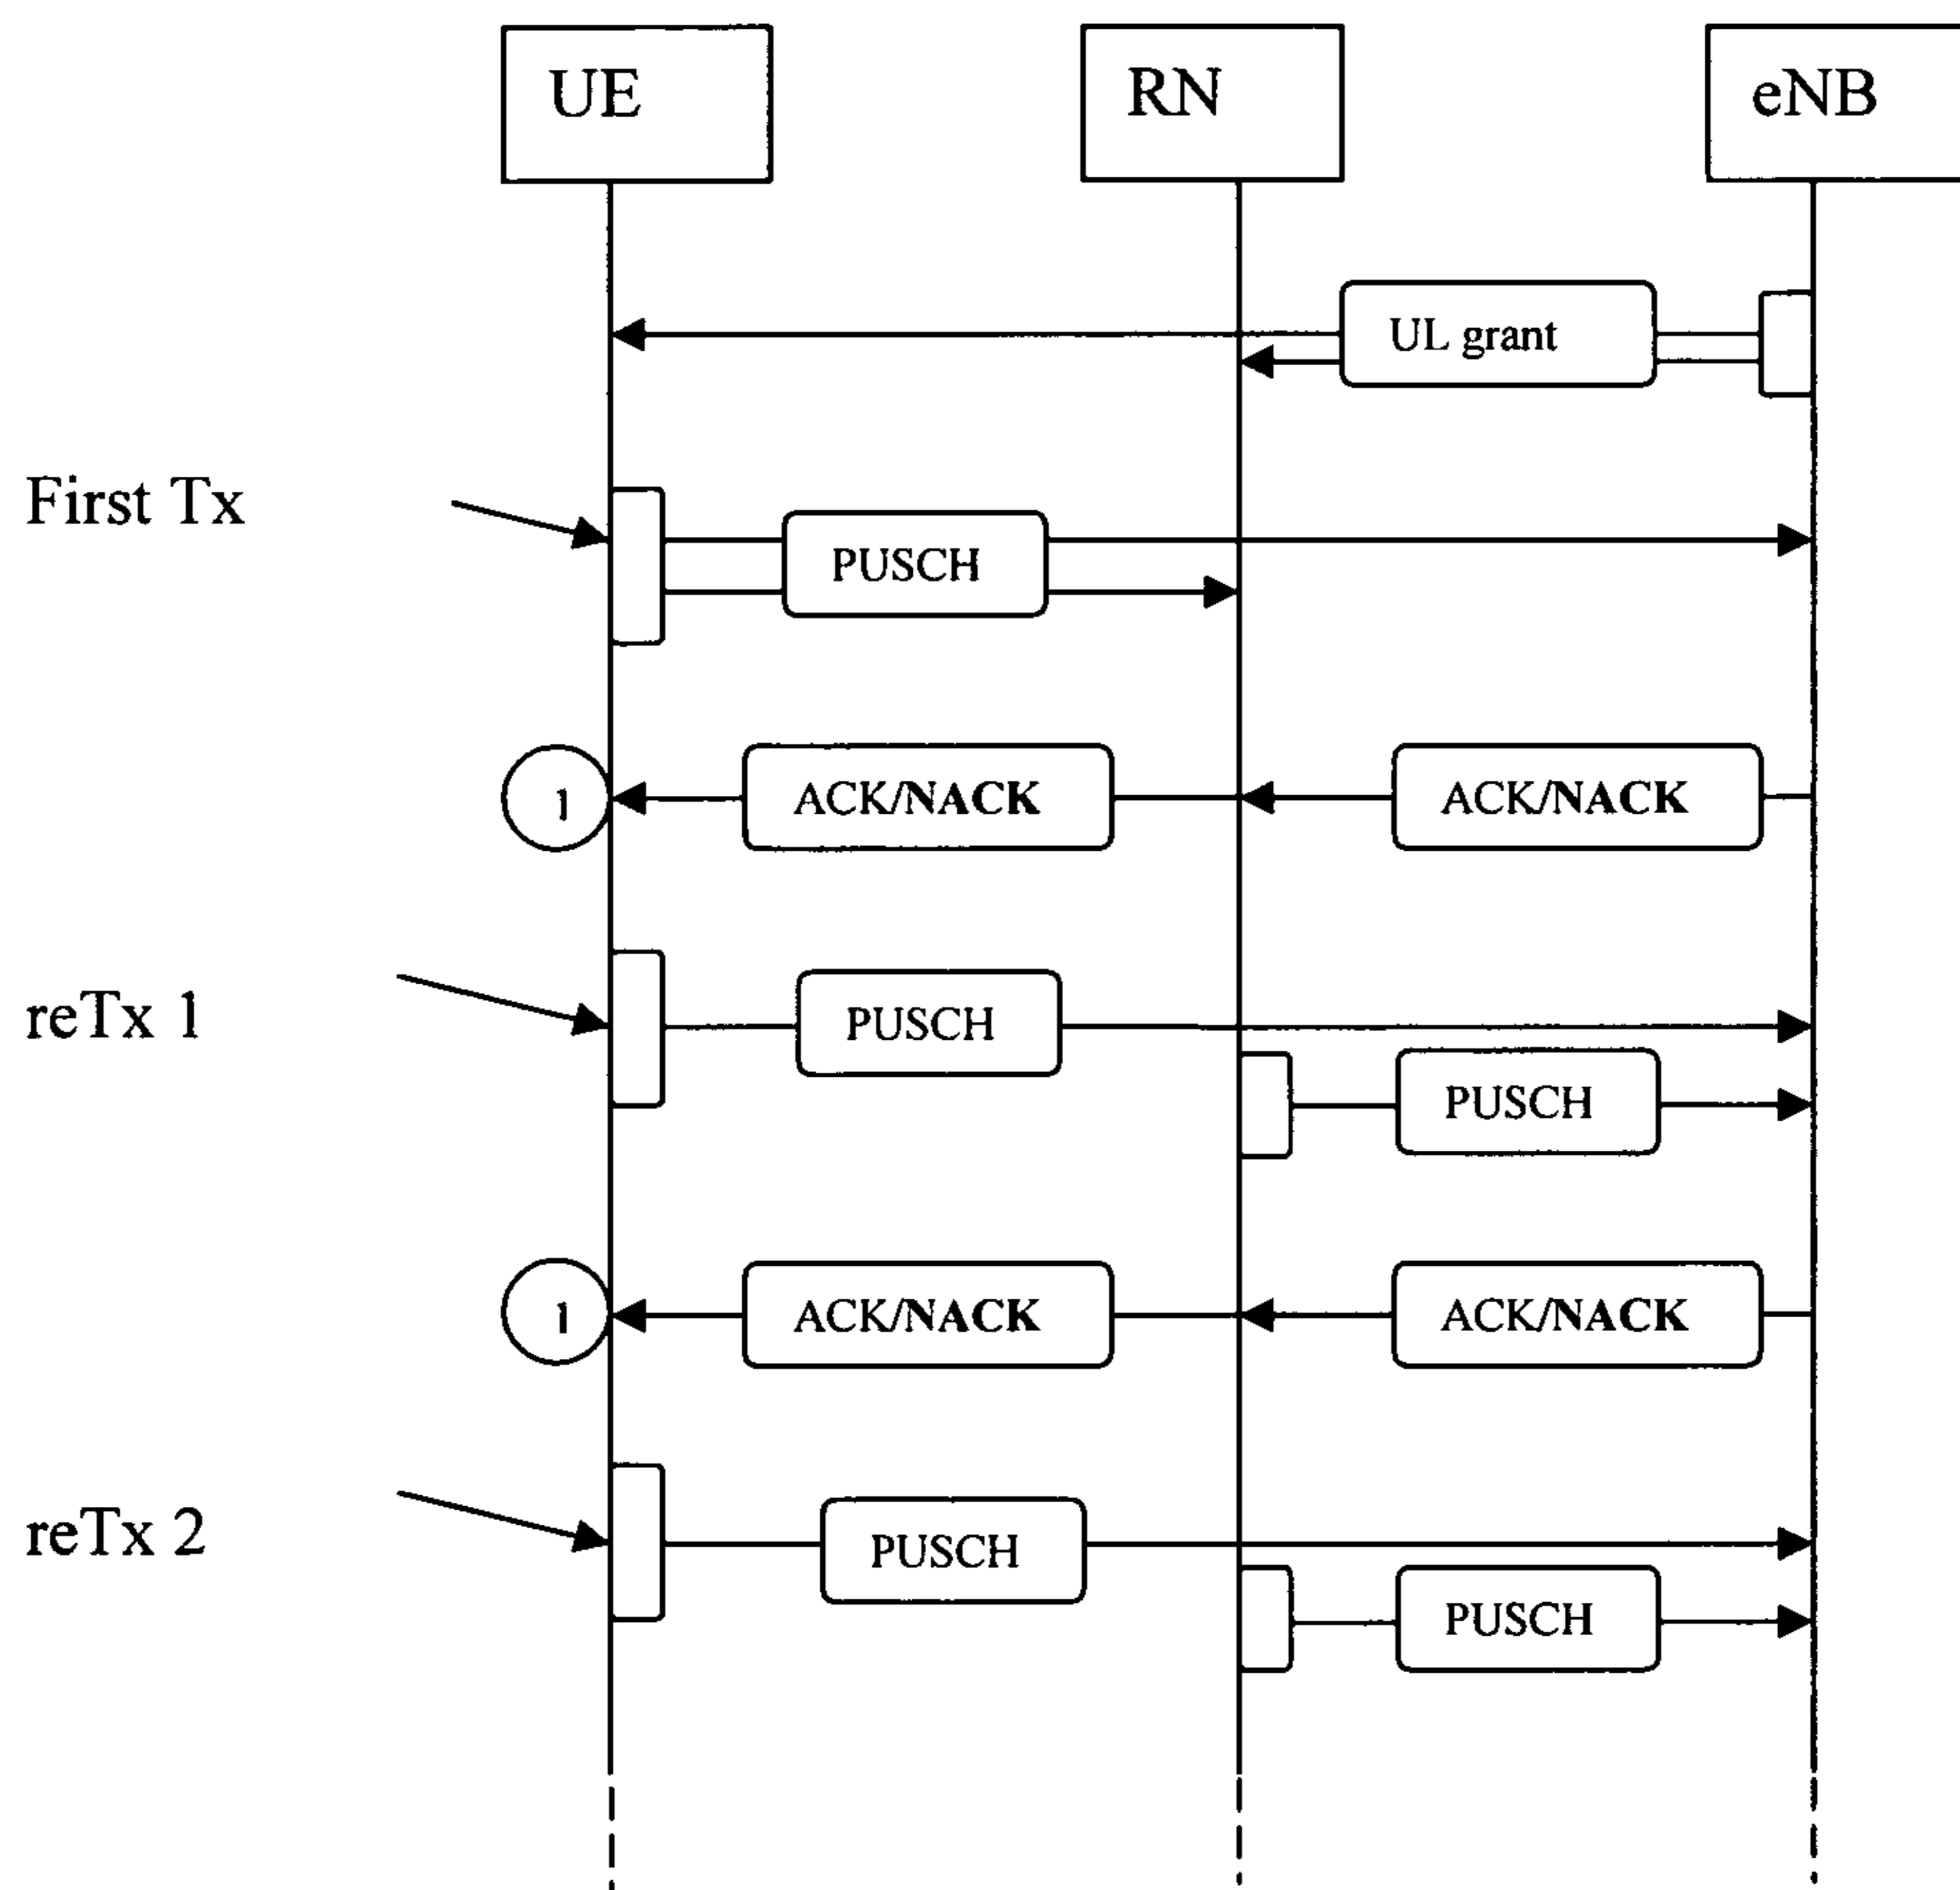 UE
RN
eNB
UL grant
First Tx
PUSCH
1
ACK/NACK
ACK/NACK
reTx 1
PUSCH
PUSCH
1
ACK/NACK
ACK/NACK
reTx 2
PUSCH
PUSCH